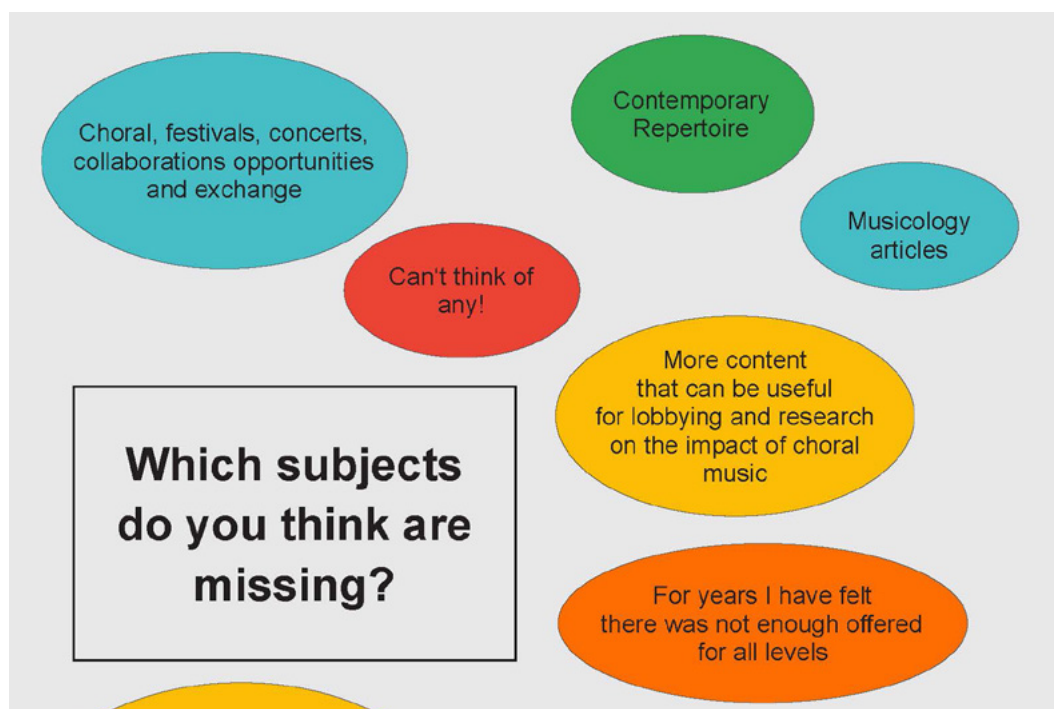 Choral, festivals, concerts,
collaborations opportunities
and exchange
Contemporary
Repertoire
Musicology
articles
Can't think of
any!
More content
that can be useful
for lobbying and research
on the impact of choral
music
Which subjects
do you think are
missing?
For years I have felt
there was not enough offered
for all levels